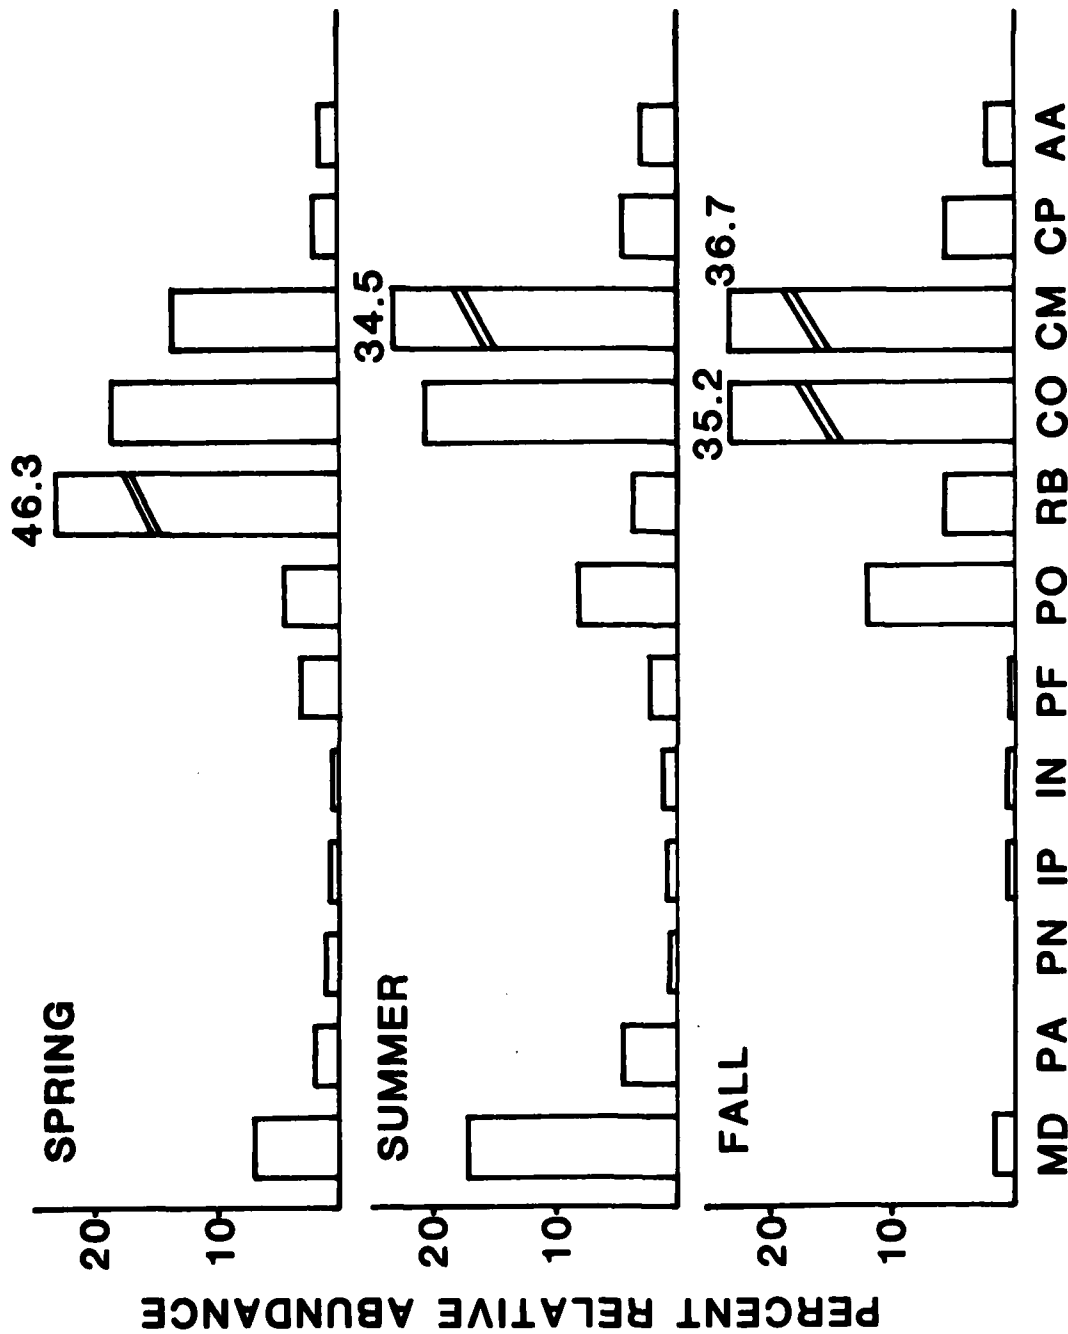 PERCENT RELATIVE ABUNDANCE
SPRING
20
10
46.3
SUMMER
20
10
34.5
FALL
20
10
35.2
36.7
MD PA PN IP IN PF PO RB CO CM CP AA